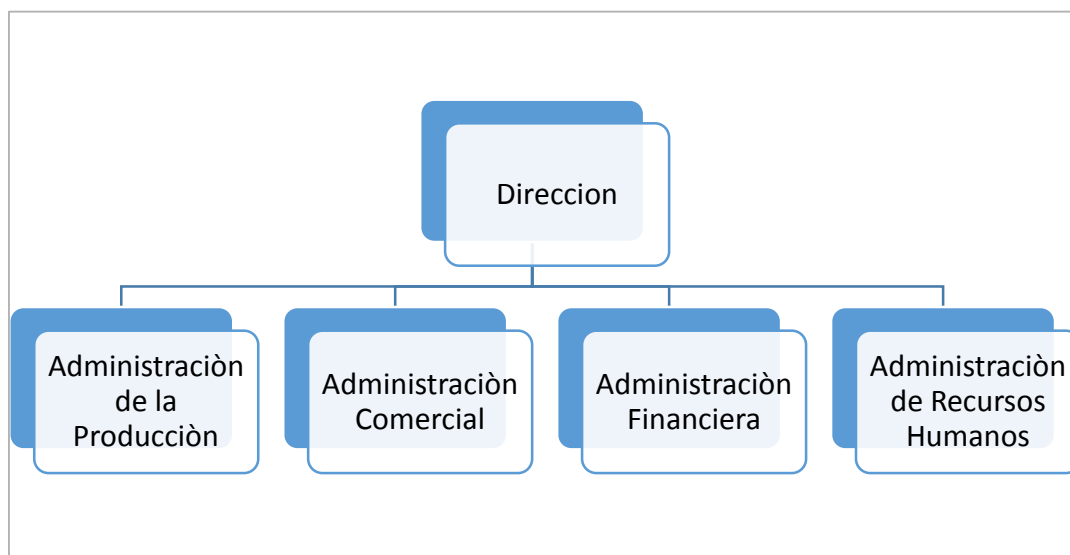 Direccion
Administraciòn
de la
Producciòn
Administraciòn
Comercial
Administraciòn
Financiera
Administraciòn
de Recursos
Humanos